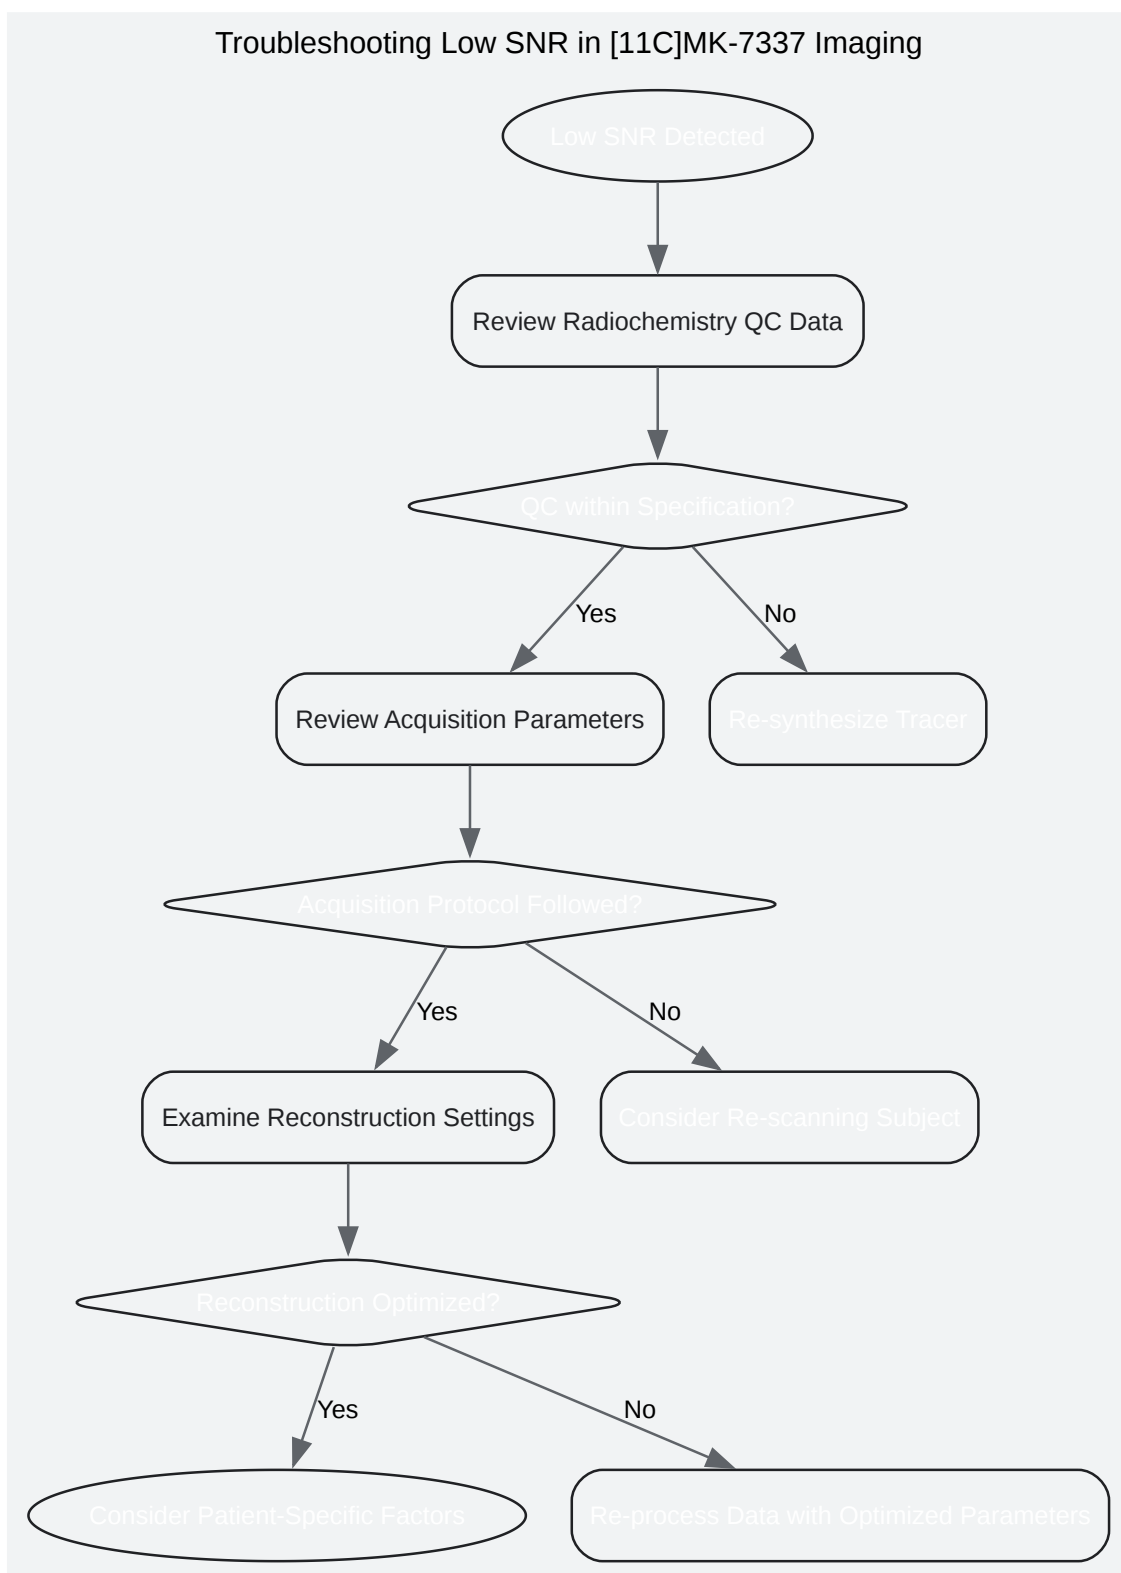 Troubleshooting Low SNR in [11C]MK-7337 Imaging
Low SNR Detected
Review Radiochemistry QC Data
QC within Specification?
Yes
No
Review Acquisition Parameters
Re-synthesize Tracer
Acquisition Protocol Followed?
Yes
No
Examine Reconstruction Settings
Consider Re-scanning Subject
Reconstruction Optimized?
Yes
No
Consider Patient-Specific Factors
Re-process Data with Optimized Parameters